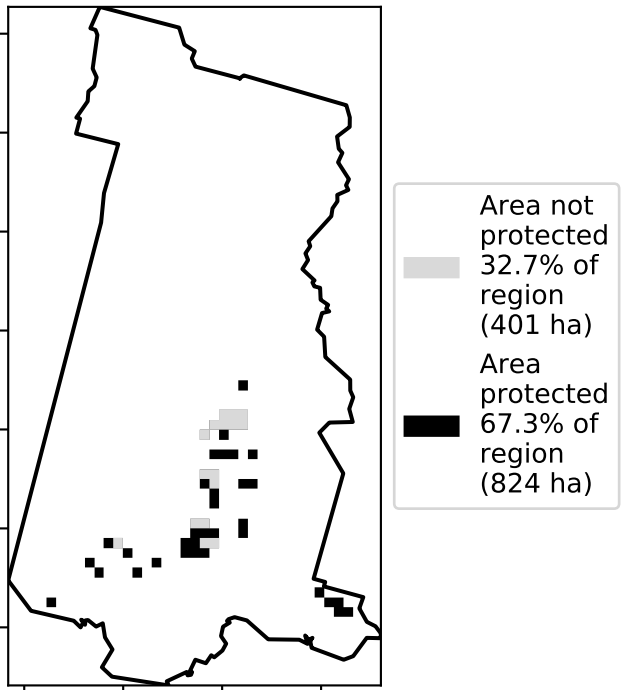 Area not
protected
32.7% of
region
(401 ha)
Area
protected
67.3% of
region
(824 ha)